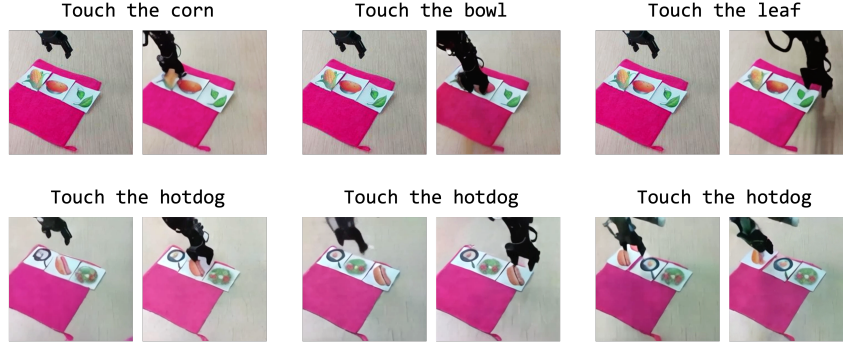 Touch the corn
Touch the bowl
Touch the leaf
Touch the hotdog
Touch the hotdog
Touch the hotdog